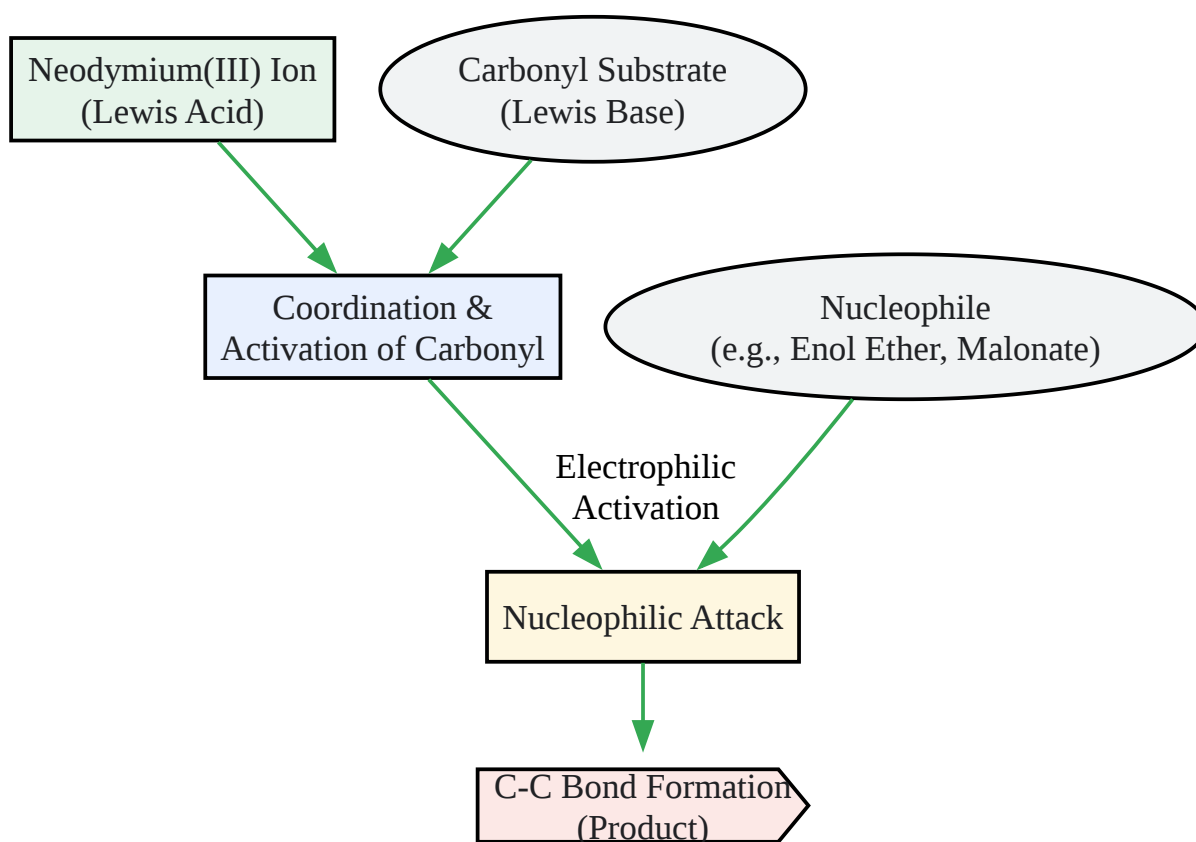 Neodymium(III) Ion
(Lewis Acid)
Carbonyl Substrate
(Lewis Base)
Coordination &
Activation of Carbonyl
Nucleophile
(e.g., Enol Ether, Malonate)
Electrophilic
Activation
Nucleophilic Attack
C-C Bond Formation
(Product)